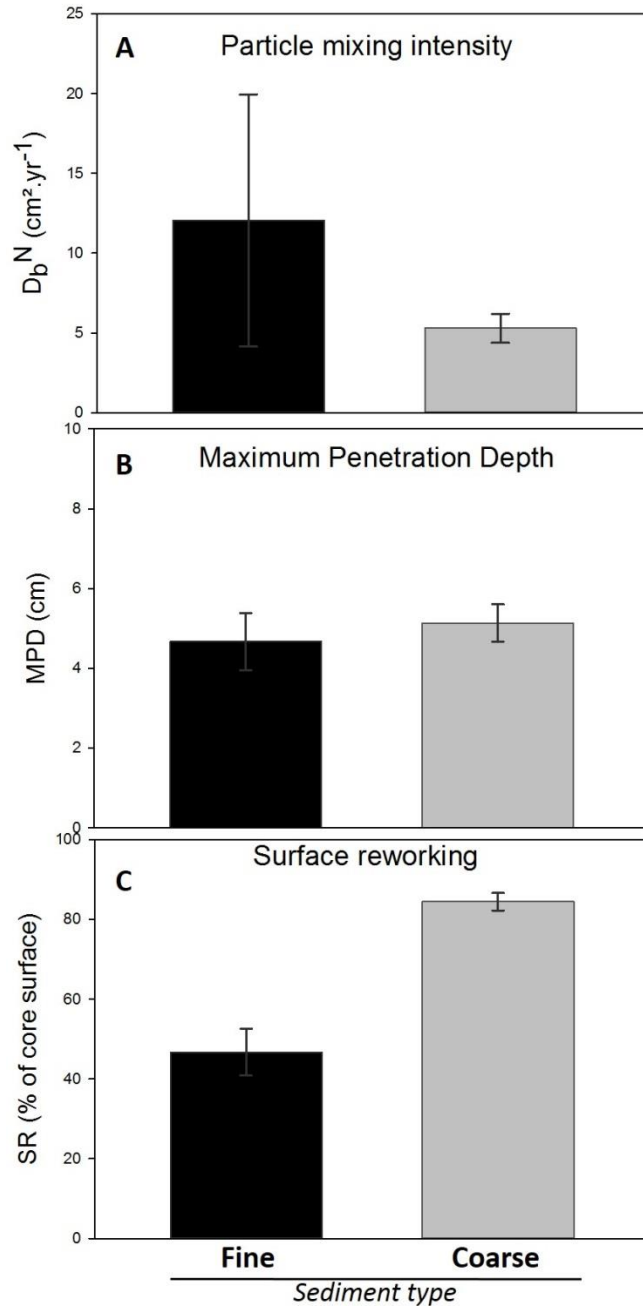 A
Particle mixing intensity
DbN (cm².yr⁻¹)
25
20
15
10
5
0
B
Maximum Penetration Depth
MPD (cm)
10
8
6
4
2
0
C
Surface reworking
SR (% of core surface)
100
80
60
40
20
0
Fine Coarse
Sediment type